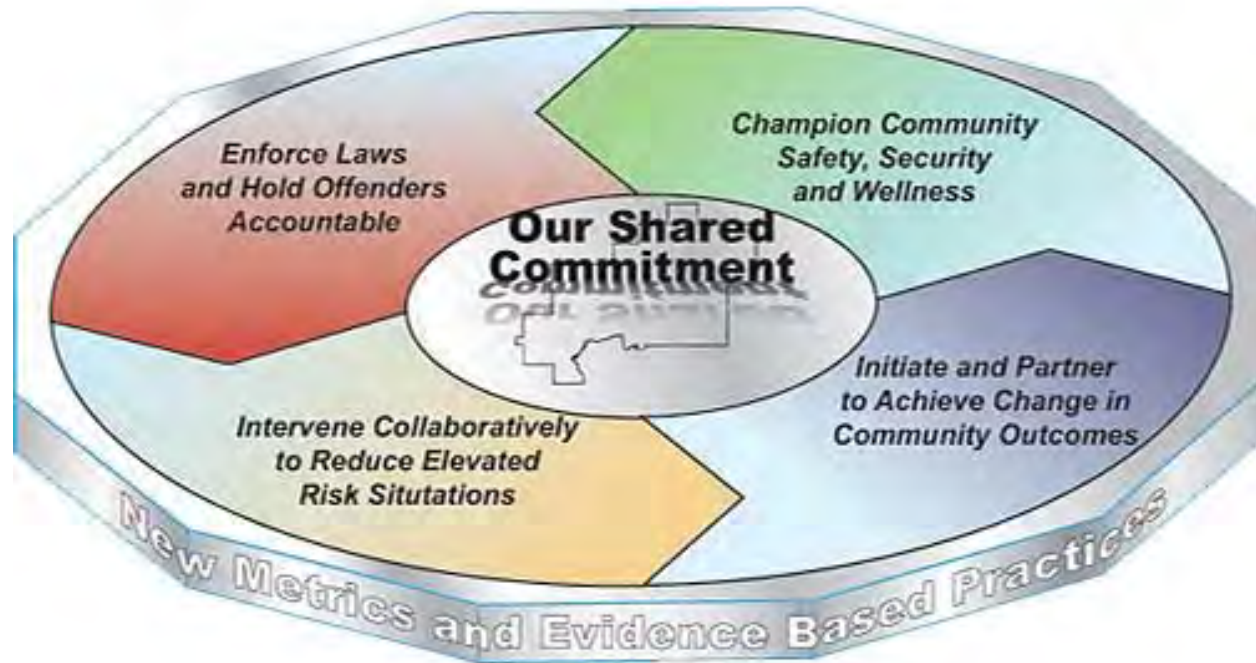 Enforce Laws
and Hold Offenders
Accountable
Champion Community
Safety, Security
and Wellness
Our Shared
Commitment
Initiate and Partner
to Achieve Change in
Community Outcomes
Intervene Collaboratively
to Reduce Elevated
Risk Situtations
New Metrics and Evidence Based Practices